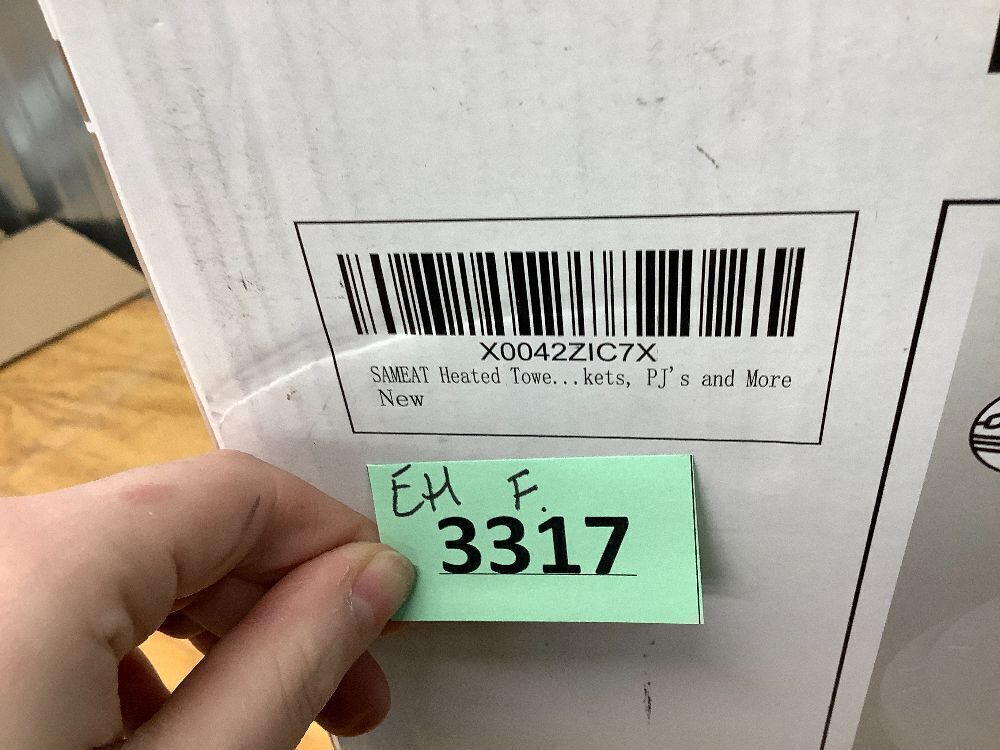 X0042ZIC7X
SAMEAT Heated Towe...kets, PJ's and More
New
EH F.
3317